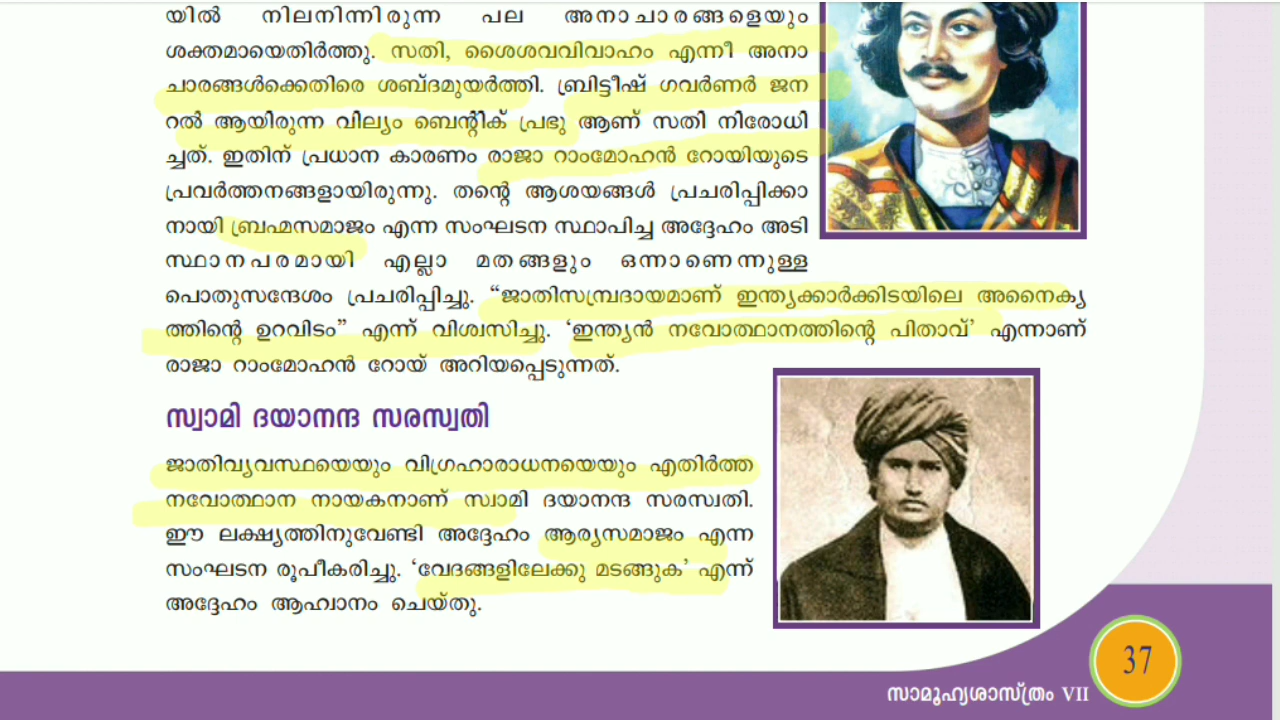 യിൽ നിലനിന്നിരുന്ന പല അനാചാരങ്ങളെയും
ശക്തമായെതിർത്തു. സതി, ശൈശവവിവാഹം എന്നീ അനാ
ചാരങ്ങൾക്കെതിരെ ശബ്ദമുയർത്തി. ബ്രിട്ടീഷ് ഗവർണർ ജന
റൽ ആയിരുന്ന വില്യം ബെന്റിക് പ്രഭു ആണ് സതി നിരോധി
ച്ചത്. ഇതിന് പ്രധാന കാരണം രാജാ റാംമോഹൻ റോയിയുടെ
പ്രവർത്തനങ്ങളായിരുന്നു. തന്റെ ആശയങ്ങൾ പ്രചരിപ്പിക്കാ
നായി ബ്രഹ്മസമാജം എന്ന സംഘടന സ്ഥാപിച്ച അദ്ദേഹം അടി
സ്ഥാനപരമായി എല്ലാ മതങ്ങളും ഒന്നാണെന്നുള്ള
പൊതുസന്ദേശം പ്രചരിപ്പിച്ചു. “ജാതിസമ്പ്രദായമാണ് ഇന്ത്യക്കാർക്കിടയിലെ അനൈക്യ
ത്തിന്റെ ഉറവിടം” എന്ന് വിശ്വസിച്ചു. ‘ഇന്ത്യൻ നവോത്ഥാനത്തിന്റെ പിതാവ്’ എന്നാണ്
രാജാ റാംമോഹൻ റോയ് അറിയപ്പെടുന്നത്.
സ്വാമി ദയാനന്ദ സരസ്വതി
ജാതിവ്യവസ്ഥയെയും വിഗ്രഹാരാധനയെയും എതിർത്ത
നവോത്ഥാന നായകനാണ് സ്വാമി ദയാനന്ദ സരസ്വതി.
ഈ ലക്ഷ്യത്തിനുവേണ്ടി അദ്ദേഹം ആര്യസമാജം എന്ന
സംഘടന രൂപീകരിച്ചു. ‘വേദങ്ങളിലേക്കു മടങ്ങുക’ എന്ന്
അദ്ദേഹം ആഹ്വാനം ചെയ്തു.
37
സാമൂഹ്യശാസ്ത്രം VII